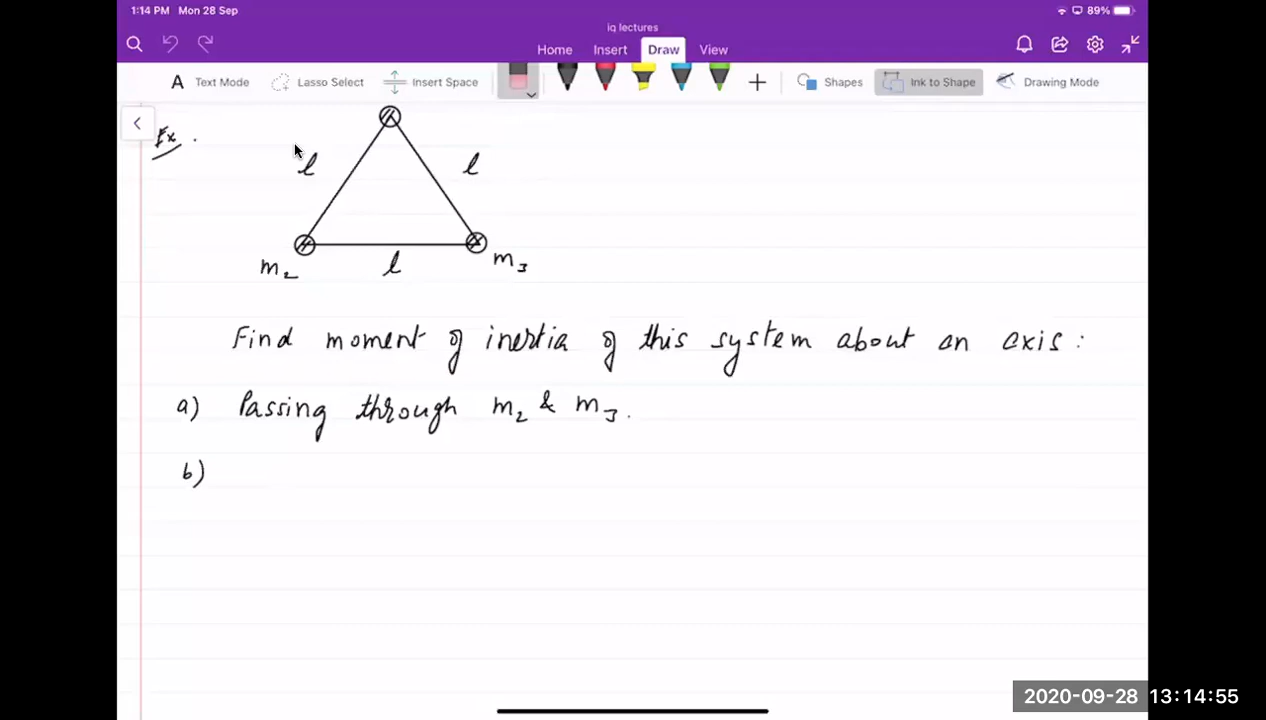 1:14 PM Mon 28 Sep
89%
iq lectures
Home Insert Draw View
A Text Mode Lasso Select Insert Space Shapes Ink to Shape Drawing Mode
Ex.
l l
m₂ l m₃
Find moment of inertia of this system about an axis :
a) Passing through m₂ & m₃.
b)
2020-09-28 13:14:55